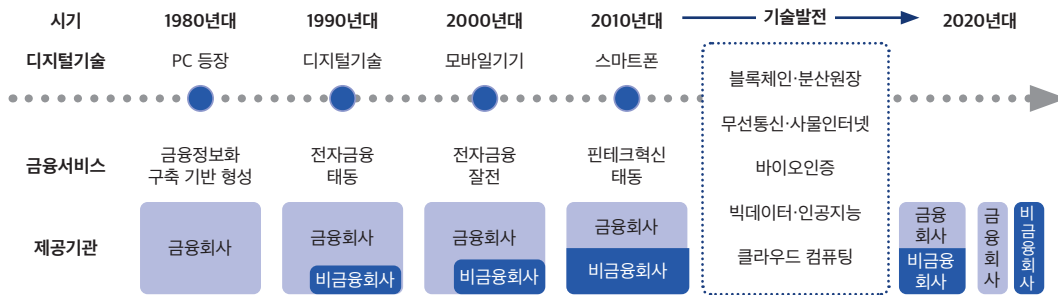 시기 1980년대 1990년대 2000년대 2010년대 기술발전 2020년대
디지털기술 PC 등장 디지털기술 모바일기기 스마트폰
블록체인·분산원장
무선통신·사물인터넷
바이오인증
빅데이터·인공지능
클라우드 컴퓨팅
금융서비스
금융정보화
구축 기반 형성
전자금융
태동
전자금융
잘전
핀테크혁신
태동
제공기관
금융회사
금융회사
비금융회사
금융회사
비금융회사
금융회사
비금융회사
금융
회사
비금융
회사
금융회사
비금융회사